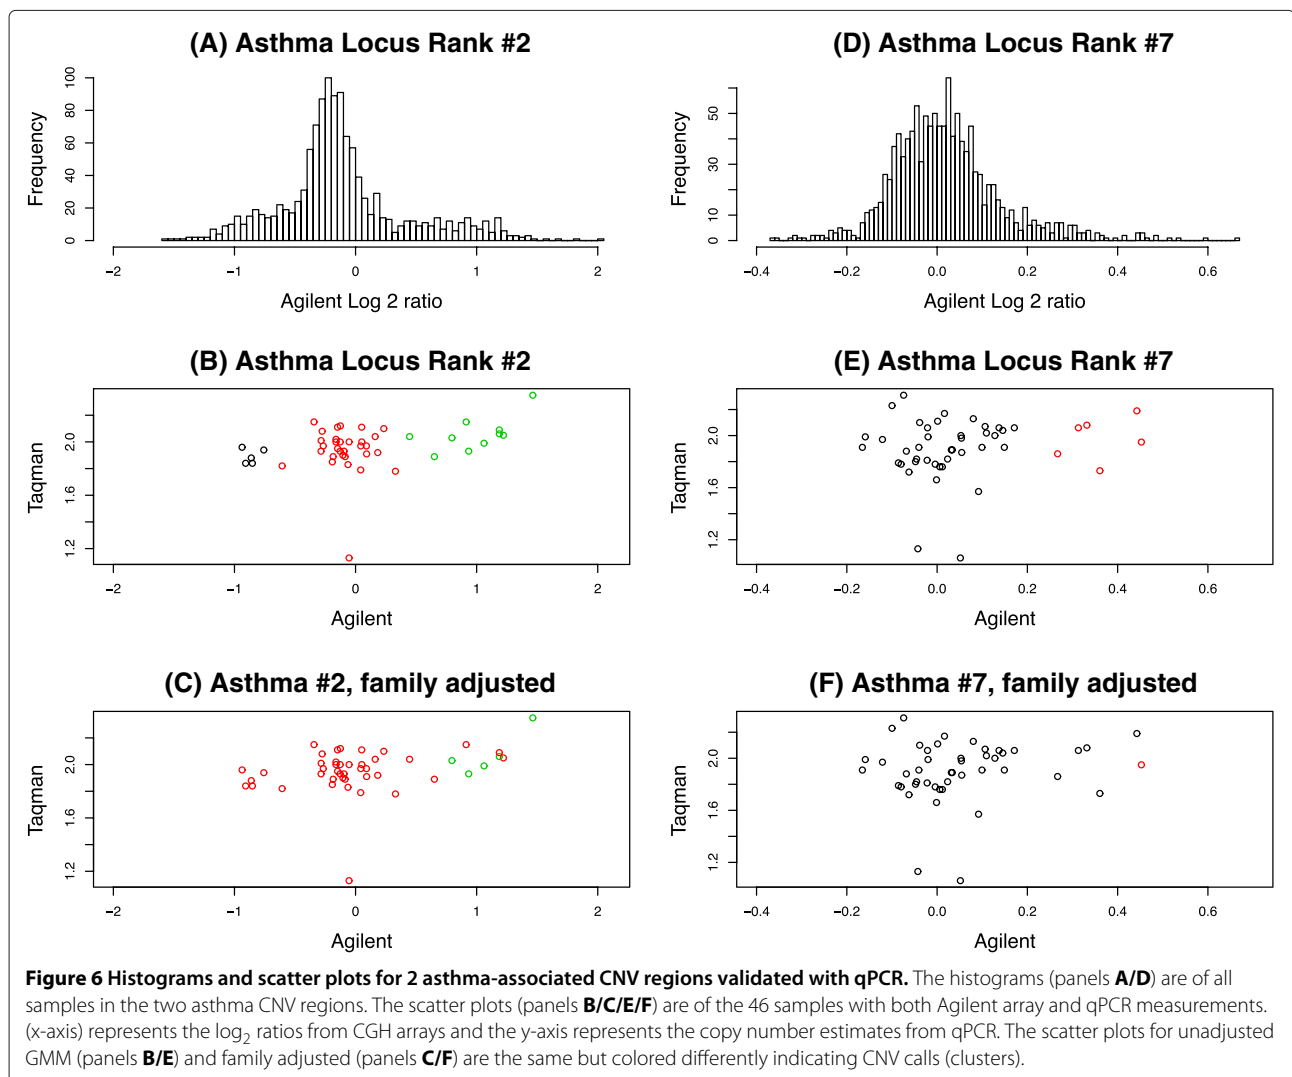 (A) Asthma Locus Rank #2
Frequency
0 20 40 60 80 100
−2 −1 0 1 2
Agilent Log 2 ratio
(D) Asthma Locus Rank #7
Frequency
0 10 30 50
−0.4 −0.2 0.0 0.2 0.4 0.6
Agilent Log 2 ratio
(B) Asthma Locus Rank #2
Taqman
1.2 1.6 2.0
−2 −1 0 1 2
Agilent
(E) Asthma Locus Rank #7
Taqman
1.2 1.6 2.0
−0.4 −0.2 0.0 0.2 0.4 0.6
Agilent
(C) Asthma #2, family adjusted
Taqman
1.2 1.6 2.0
−2 −1 0 1 2
Agilent
(F) Asthma #7, family adjusted
Taqman
1.2 1.6 2.0
−0.4 −0.2 0.0 0.2 0.4 0.6
Agilent
Figure 6 Histograms and scatter plots for 2 asthma-associated CNV regions validated with qPCR. The histograms (panels A/D) are of all
samples in the two asthma CNV regions. The scatter plots (panels B/C/E/F) are of the 46 samples with both Agilent array and qPCR measurements.
(x-axis) represents the log2 ratios from CGH arrays and the y-axis represents the copy number estimates from qPCR. The scatter plots for unadjusted
GMM (panels B/E) and family adjusted (panels C/F) are the same but colored differently indicating CNV calls (clusters).